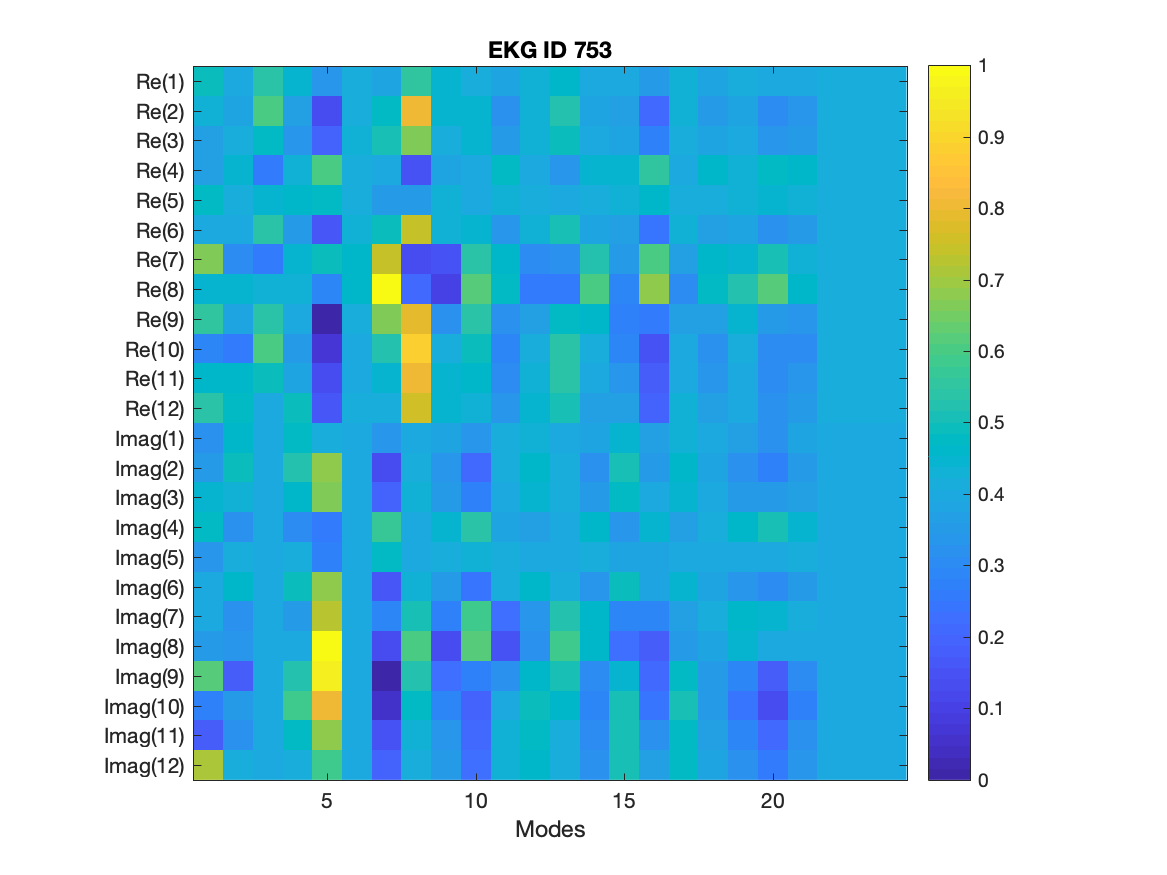 EKG ID 753
Re(1)
Re(2)
Re(3)
Re(4)
Re(5)
Re(6)
Re(7)
Re(8)
Re(9)
Re(10)
Re(11)
Re(12)
Imag(1)
Imag(2)
Imag(3)
Imag(4)
Imag(5)
Imag(6)
Imag(7)
Imag(8)
Imag(9)
Imag(10)
Imag(11)
Imag(12)
5 10 15 20
Modes
1
0.9
0.8
0.7
0.6
0.5
0.4
0.3
0.2
0.1
0